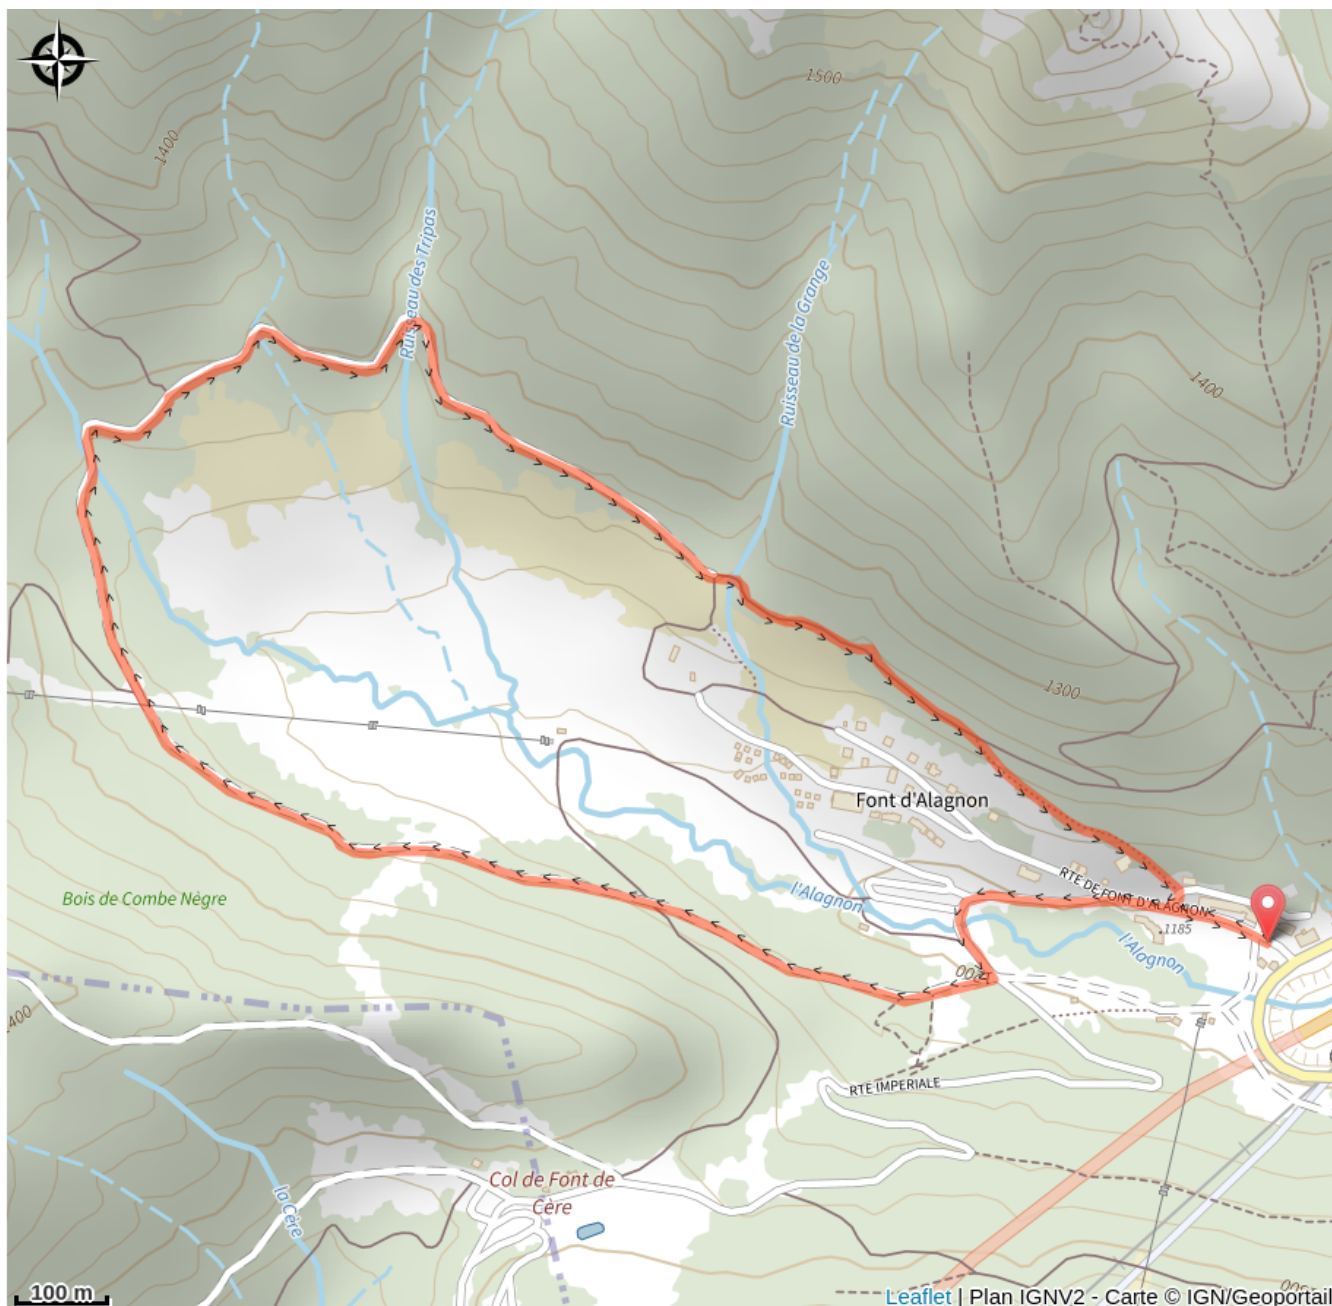 1500
1400
Ruisseau des Tripas
Ruisseau de la Grange
1400
1300
Font d'Alagnon
RTE DE FONT D'ALAGNON
l'Alagnon
Bois de Combe Nègre
1185
l'Alagnon
1200
RTE IMPERIALE
Col de Font de
Cère
la Cère
100 m
Leaflet | Plan IGNV2 - Carte © IGN/Geoportail